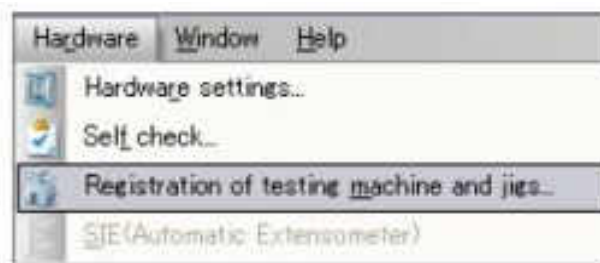 Hardware Window Help
Hardware settings...
Self check...
Registration of testing machine and jigs...
SIE(Automatic Extensometer)